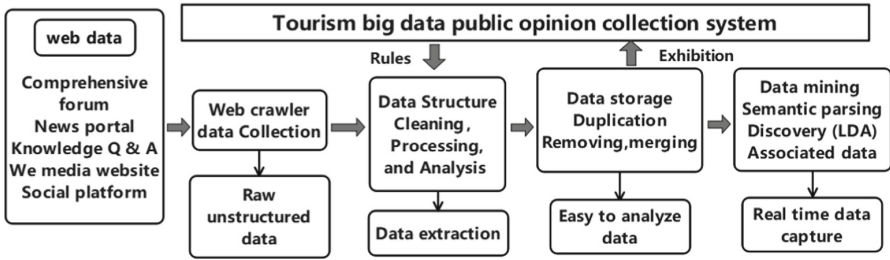 Tourism big data public opinion collection system
web data
Comprehensive
forum
News portal
Knowledge Q & A
We media website
Social platform
Rules
Exhibition
Web crawler
data Collection
Data Structure
Cleaning,
Processing,
and Analysis
Data storage
Duplication
Removing,merging
Data mining
Semantic parsing
Discovery (LDA)
Associated data
Raw
unstructured
data
Data extraction
Easy to analyze
data
Real time data
capture